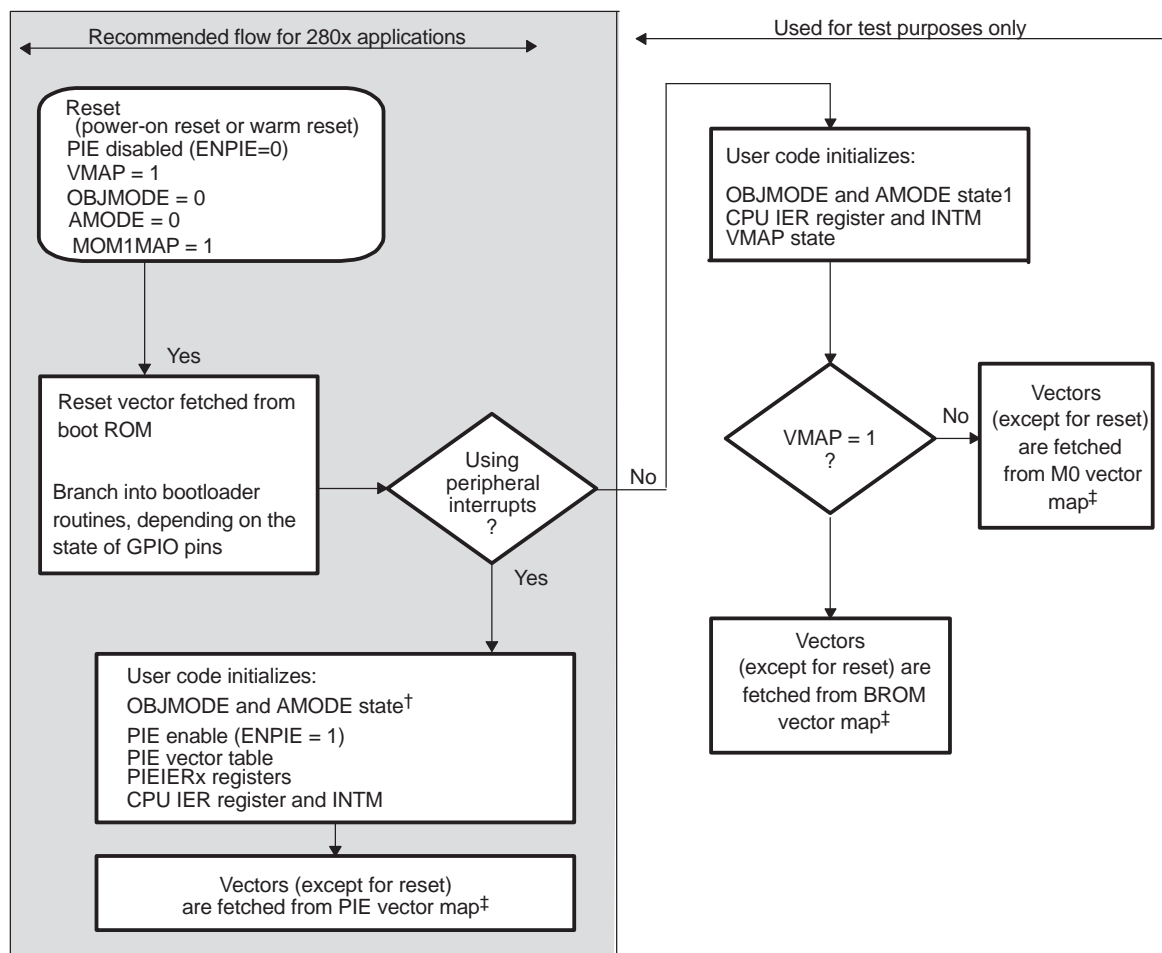 Recommended flow for 280x applications
Used for test purposes only
Reset
(power-on reset or warm reset)
PIE disabled (ENPIE=0)
VMAP = 1
OBJMODE = 0
AMODE = 0
MOM1MAP = 1
User code initializes:
OBJMODE and AMODE state1
CPU IER register and INTM
VMAP state
Yes
Reset vector fetched from
boot ROM
Branch into bootloader
routines, depending on the
state of GPIO pins
Using
peripheral
interrupts
?
No
Yes
VMAP = 1
?
No
Vectors
(except for reset)
are fetched
from M0 vector
map‡
Vectors
(except for reset) are
fetched from BROM
vector map‡
User code initializes:
OBJMODE and AMODE state†
PIE enable (ENPIE = 1)
PIE vector table
PIEIERx registers
CPU IER register and INTM
Vectors (except for reset)
are fetched from PIE vector map‡